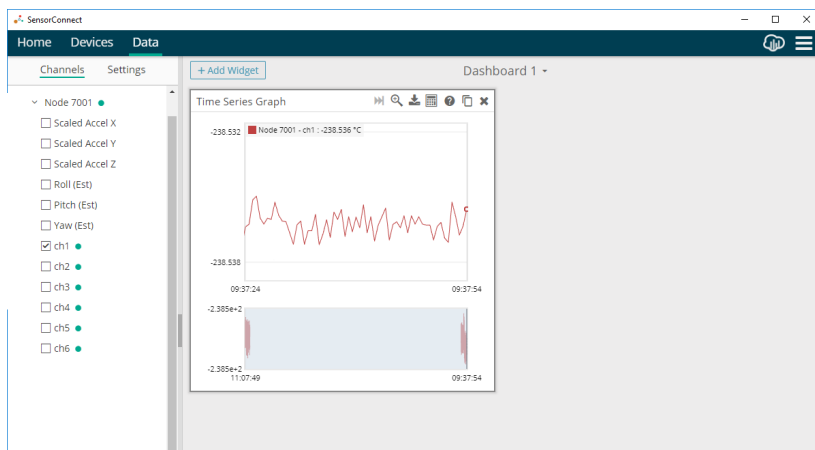 SensorConnect
Home Devices Data
Channels Settings
+ Add Widget
Dashboard 1
Node 7001
Scaled Accel X
Scaled Accel Y
Scaled Accel Z
Roll (Est)
Pitch (Est)
Yaw (Est)
ch1
ch2
ch3
ch4
ch5
ch6
Time Series Graph
-238.532
Node 7001 - ch1 : -238.536 °C
-238.538
09:37:24 09:37:54
-2.385e+2
-2.385e+2
11:07:49 09:37:54